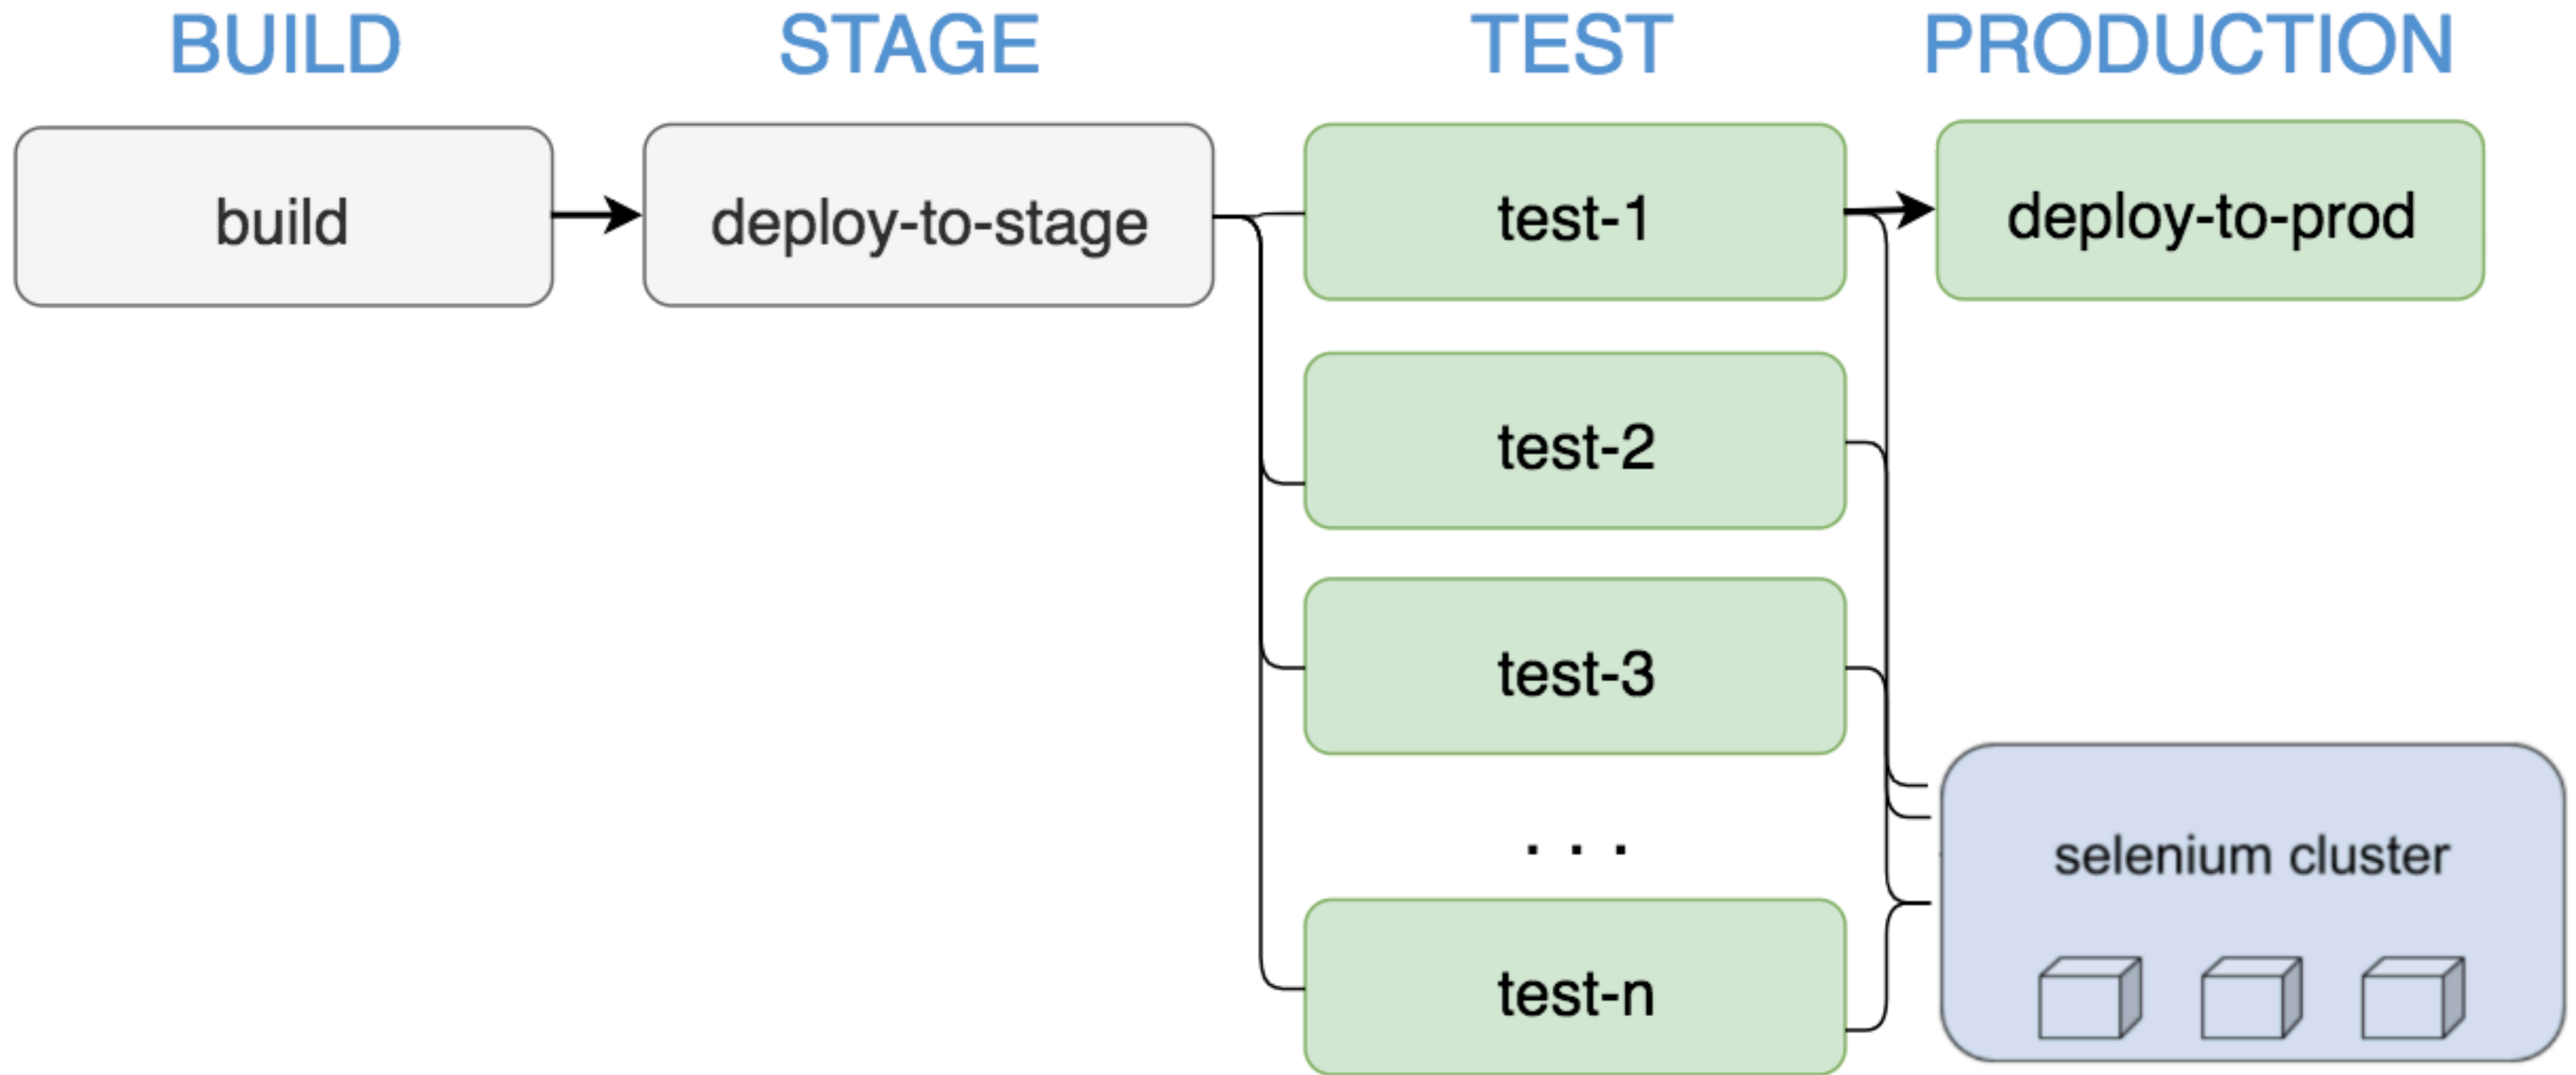 BUILD STAGE TEST PRODUCTION
build
deploy-to-stage
test-1
deploy-to-prod
test-2
test-3
. . .
test-n
selenium cluster